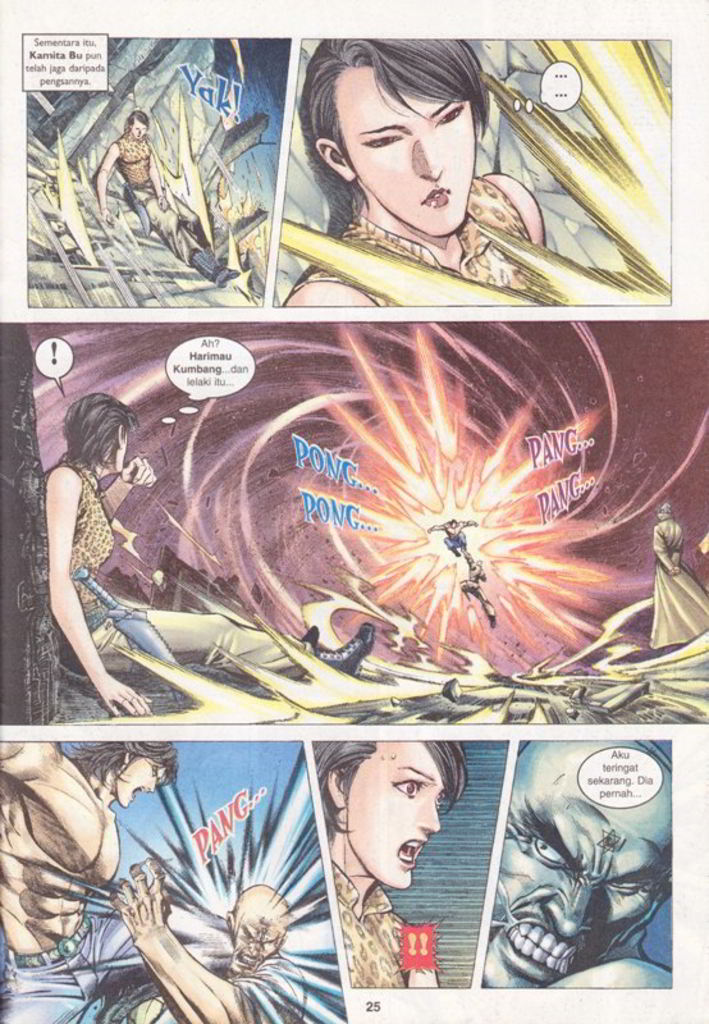 Sementara itu,
Kamita Bu pun
telah jaga daripada
pengsannya.
Yak!
...
...
!
Ah?
Harimau
Kumbang...dan
lelaki itu...
PONG...
PONG...
PANG...
PANG...
PANG...
!!
Aku
teringat
sekarang. Dia
pernah...
25